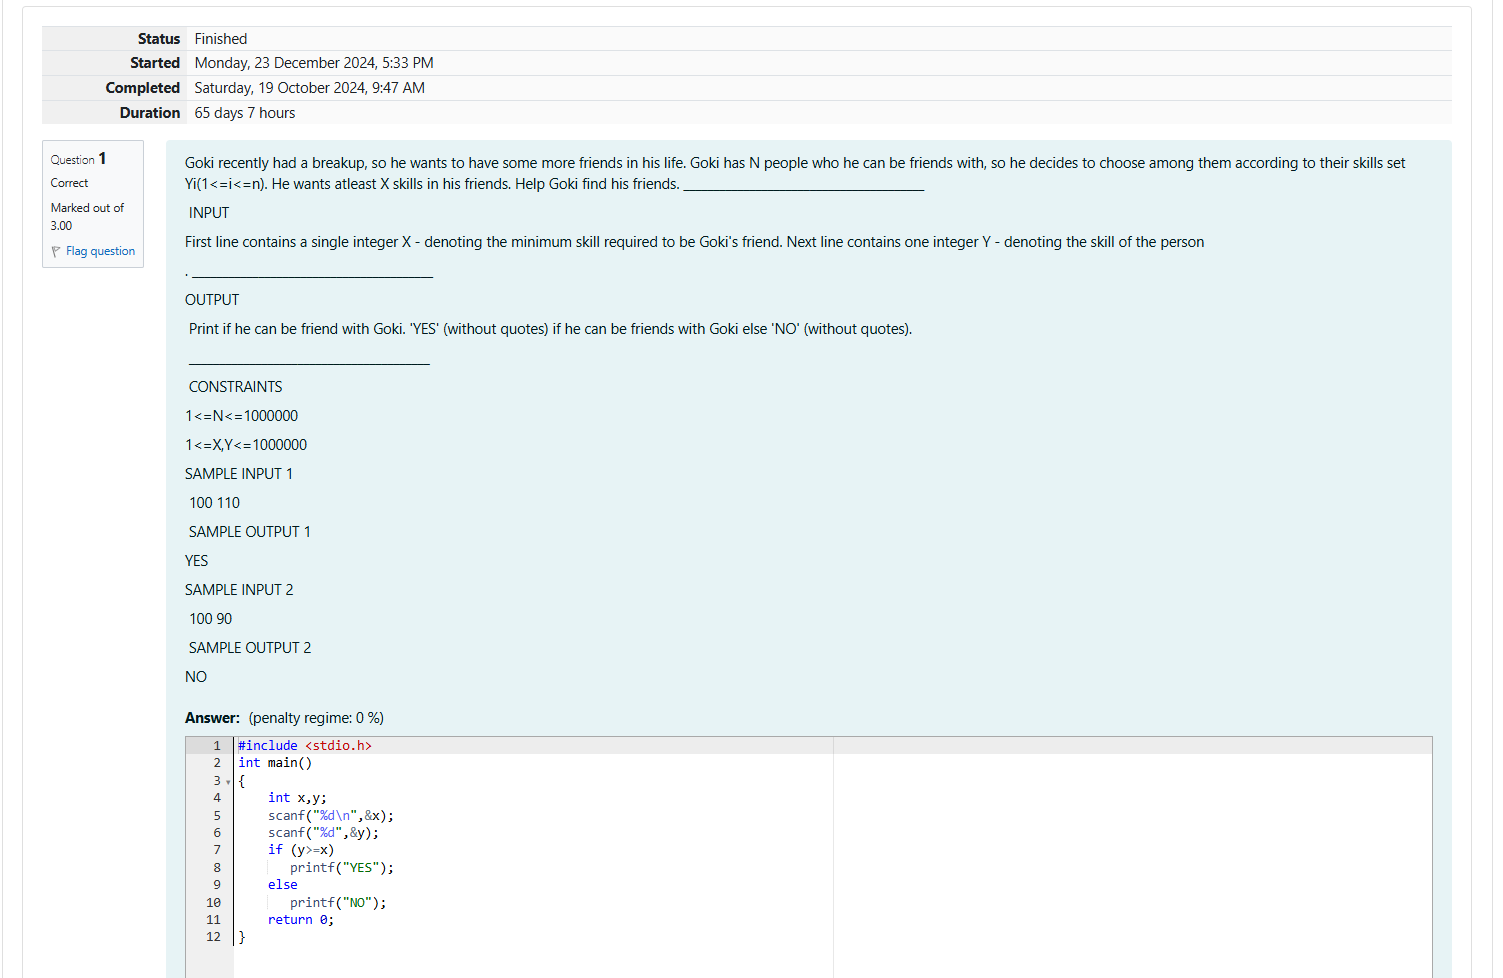 Status Finished
Started Monday, 23 December 2024, 5:33 PM
Completed Saturday, 19 October 2024, 9:47 AM
Duration 65 days 7 hours
Question 1
Correct
Marked out of
3.00
Flag question
Goki recently had a breakup, so he wants to have some more friends in his life. Goki has N people who he can be friends with, so he decides to choose among them according to their skills set
Yi(1<=i<=n). He wants atleast X skills in his friends. Help Goki find his friends. ________________________________
INPUT
First line contains a single integer X - denoting the minimum skill required to be Goki's friend. Next line contains one integer Y - denoting the skill of the person
. ________________________________
OUTPUT
Print if he can be friend with Goki. 'YES' (without quotes) if he can be friends with Goki else 'NO' (without quotes).
________________________________
CONSTRAINTS
1<=N<=1000000
1<=X,Y<=1000000
SAMPLE INPUT 1
100 110
SAMPLE OUTPUT 1
YES
SAMPLE INPUT 2
100 90
SAMPLE OUTPUT 2
NO
Answer: (penalty regime: 0 %)
1 #include <stdio.h>
2 int main()
3 {
4 int x,y;
5 scanf("%d\n",&x);
6 scanf("%d",&y);
7 if (y>=x)
8 printf("YES");
9 else
10 printf("NO");
11 return 0;
12 }